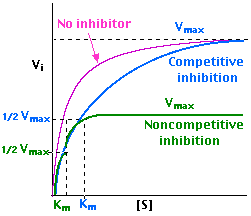 No inhibitor
Vmax
Vi
Competitive
inhibition
Vmax
1/2 Vmax
Noncompetitive
inhibition
1/2 Vmax
Km
Km
[S]